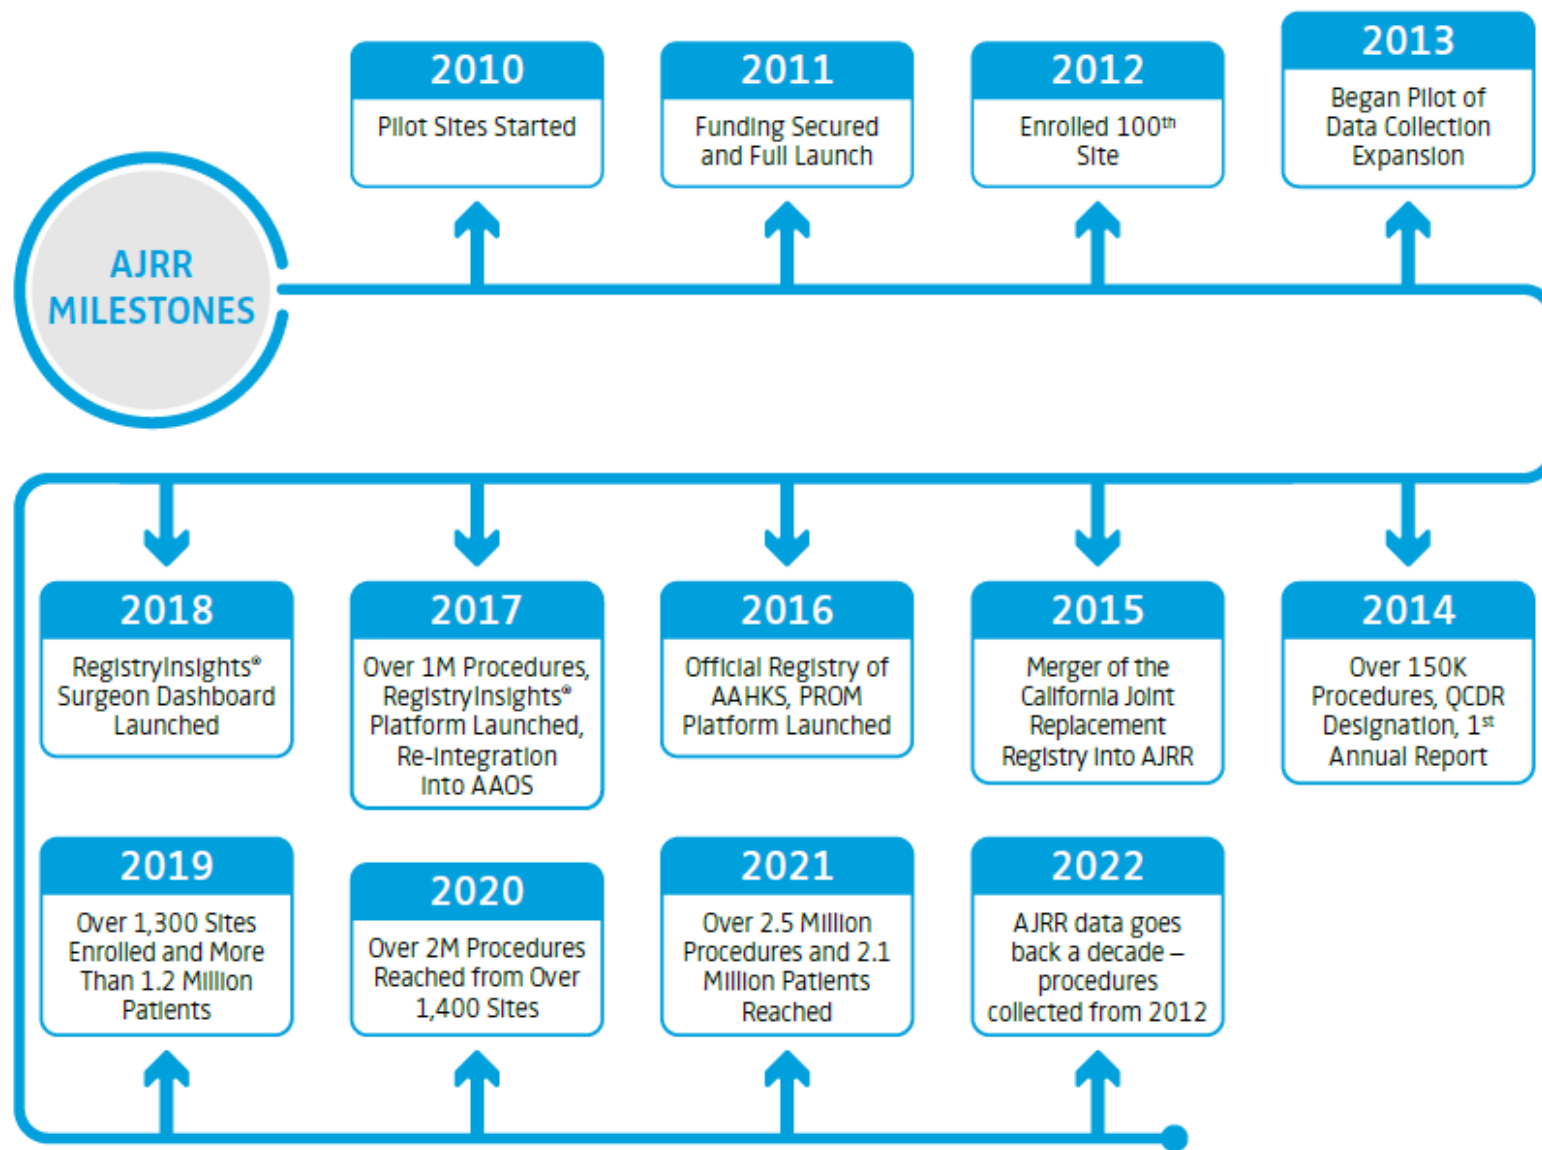 AJRR
MILESTONES
2010
Pilot Sites Started
2011
Funding Secured
and Full Launch
2012
Enrolled 100th
Site
2013
Began Pilot of
Data Collection
Expansion
2014
Over 150K
Procedures, QCDR
Designation, 1st
Annual Report
2015
Merger of the
California Joint
Replacement
Registry into AJRR
2016
Official Registry of
AAHKS, PROM
Platform Launched
2017
Over 1M Procedures,
RegistryInsights®
Platform Launched,
Re-integration
into AAOS
2018
RegistryInsights®
Surgeon Dashboard
Launched
2019
Over 1,300 Sites
Enrolled and More
Than 1.2 Million
Patients
2020
Over 2M Procedures
Reached from Over
1,400 Sites
2021
Over 2.5 Million
Procedures and 2.1
Million Patients
Reached
2022
AJRR data goes
back a decade –
procedures
collected from 2012